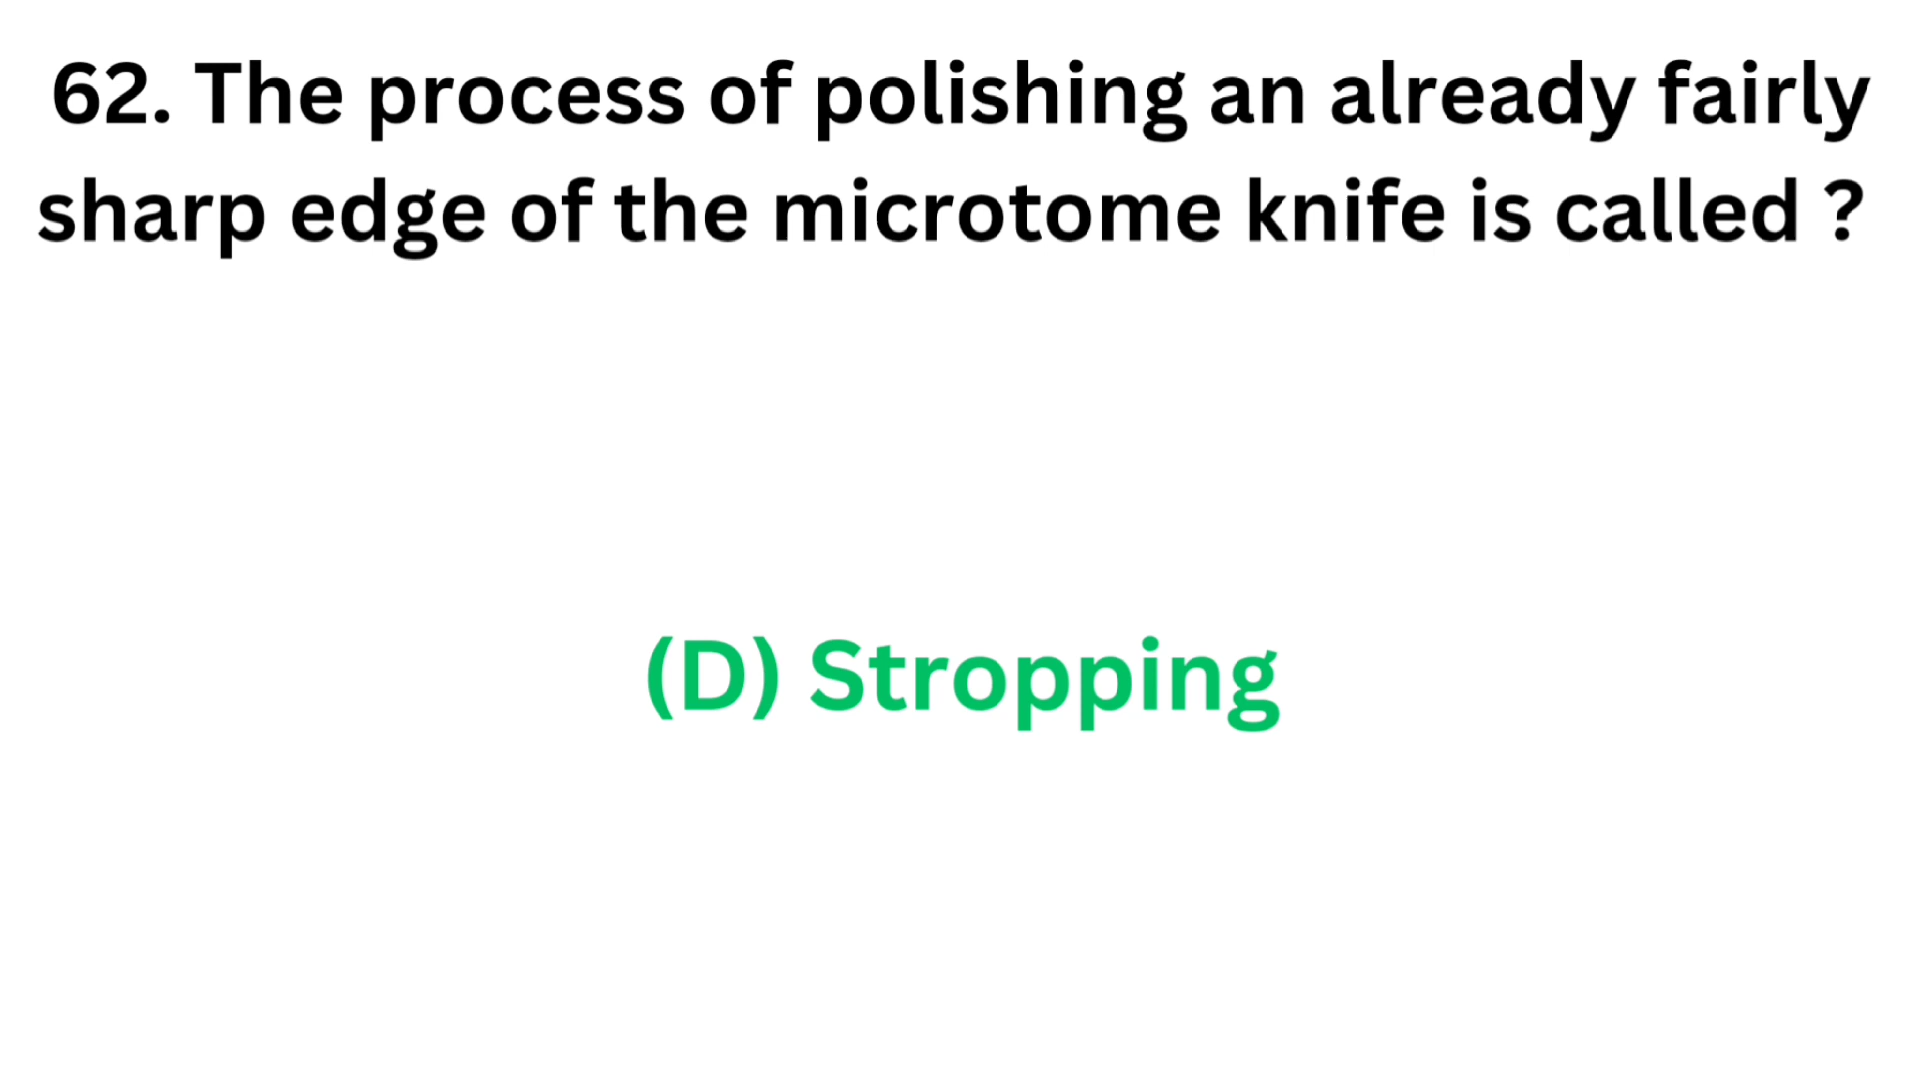 62. The process of polishing an already fairly
sharp edge of the microtome knife is called ?
(D) Stropping